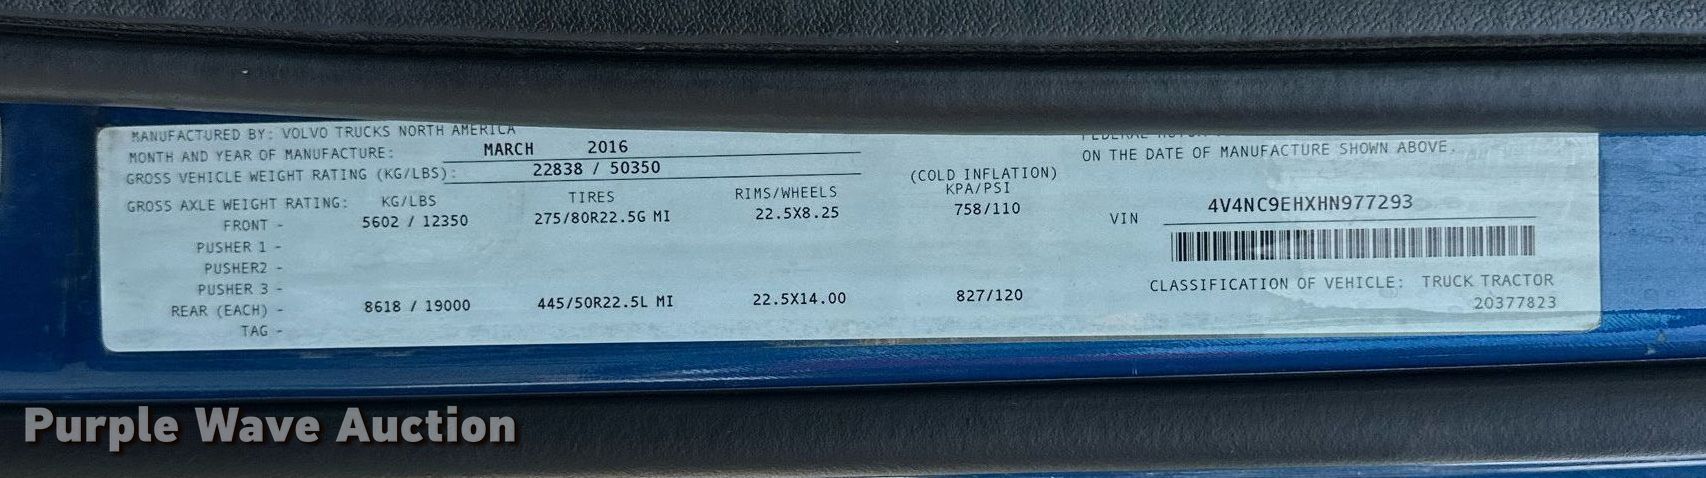 MANUFACTURED BY: VOLVO TRUCKS NORTH AMERICA
MONTH AND YEAR OF MANUFACTURE: MARCH 2016
GROSS VEHICLE WEIGHT RATING (KG/LBS): 22838 / 50350
GROSS AXLE WEIGHT RATING: KG/LBS TIRES RIMS/WHEELS (COLD INFLATION) KPA/PSI
FRONT - 5602 / 12350 275/80R22.5G MI 22.5X8.25 758/110
PUSHER 1 -
PUSHER2 -
PUSHER 3 -
REAR (EACH) - 8618 / 19000 445/50R22.5L MI 22.5X14.00 827/120
TAG -
ON THE DATE OF MANUFACTURE SHOWN ABOVE.
VIN 4V4NC9EHXHN977293
CLASSIFICATION OF VEHICLE: TRUCK TRACTOR
20377823
Purple Wave Auction